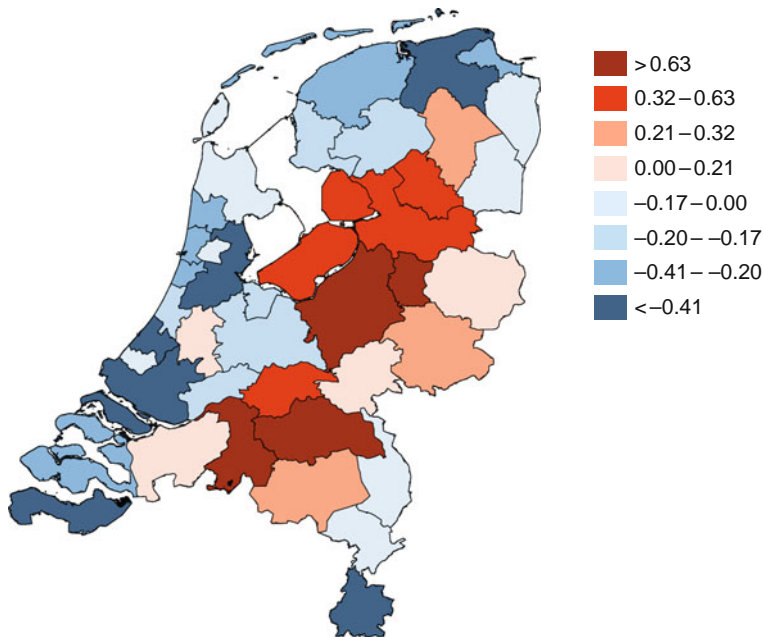 > 0.63
0.32 – 0.63
0.21 – 0.32
0.00 – 0.21
–0.17 – 0.00
–0.20 – –0.17
–0.41 – –0.20
< –0.41